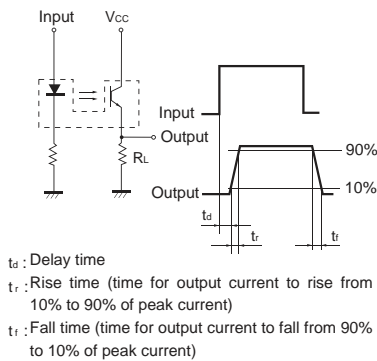 Input
Vcc
Input
Output
RL
90%
Output
10%
td
tr
tf
td : Delay time
tr : Rise time (time for output current to rise from
10% to 90% of peak current)
tf : Fall time (time for output current to fall from 90%
to 10% of peak current)